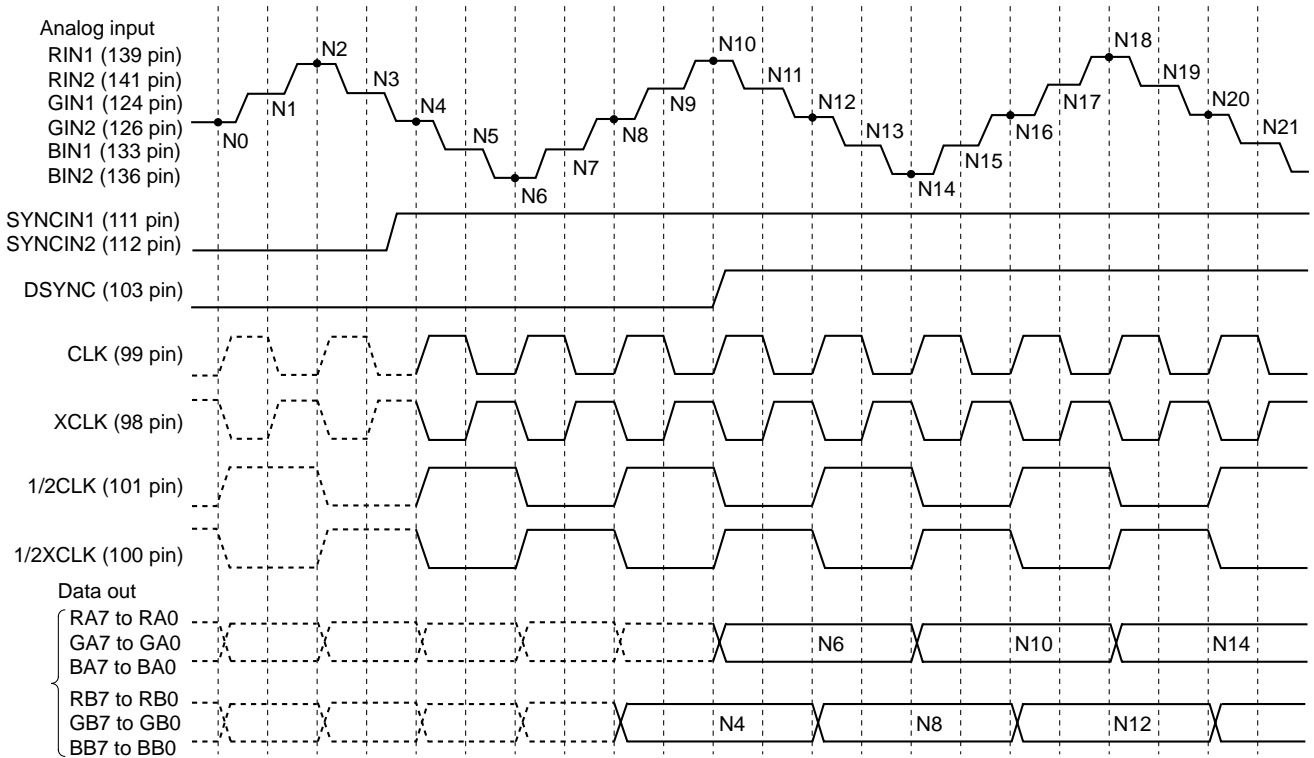 Analog input
RIN1 (139 pin)
RIN2 (141 pin)
GIN1 (124 pin)
GIN2 (126 pin)
BIN1 (133 pin)
BIN2 (136 pin)
N0
N1
N2
N3
N4
N5
N6
N7
N8
N9
N10
N11
N12
N13
N14
N15
N16
N17
N18
N19
N20
N21
SYNCIN1 (111 pin)
SYNCIN2 (112 pin)
DSYNC (103 pin)
CLK (99 pin)
XCLK (98 pin)
1/2CLK (101 pin)
1/2XCLK (100 pin)
Data out
RA7 to RA0
GA7 to GA0
BA7 to BA0
N6
N10
N14
RB7 to RB0
GB7 to GB0
BB7 to BB0
N4
N8
N12